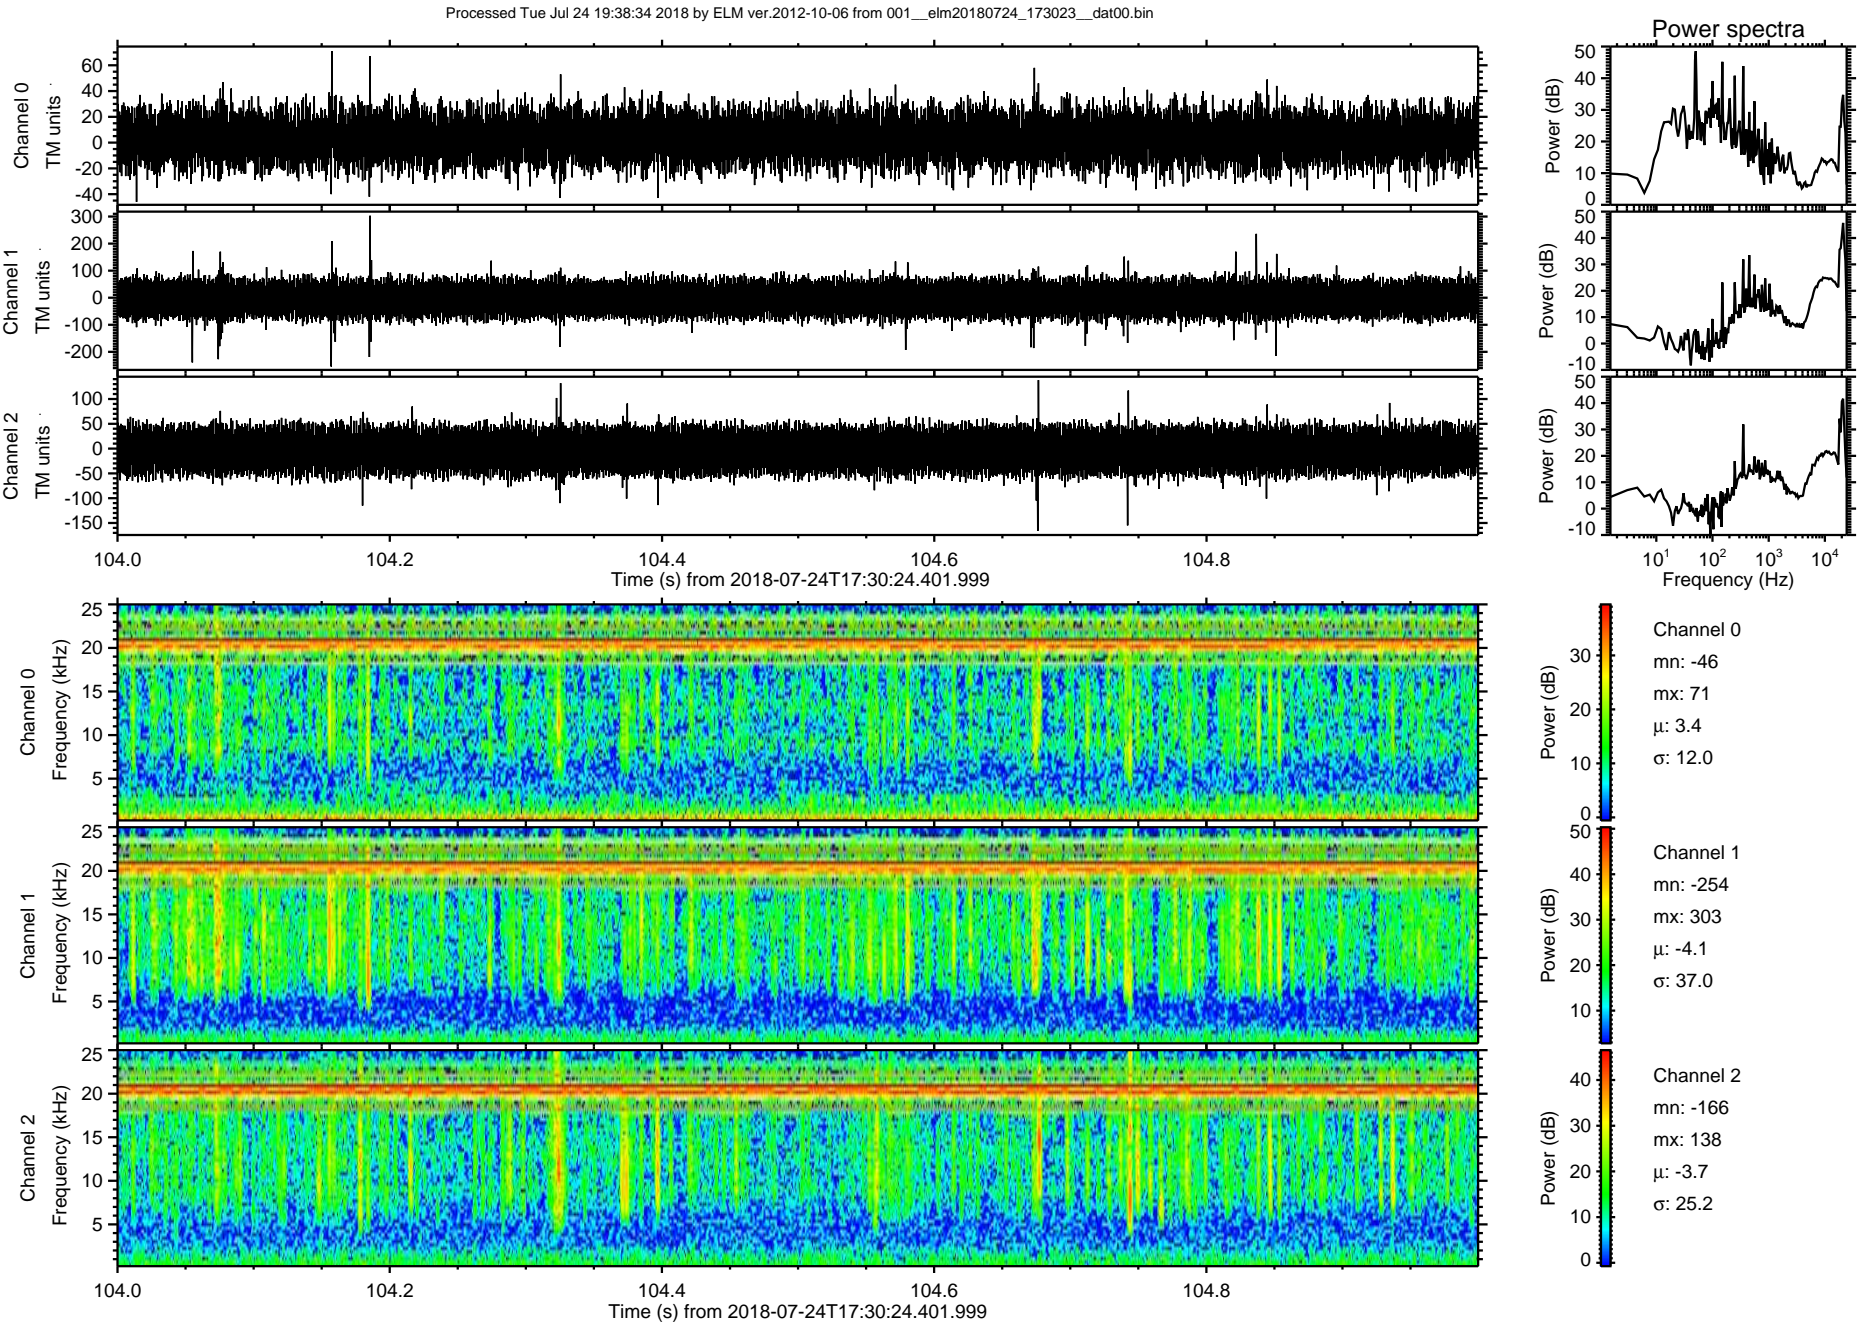 Processed Tue Jul 24 19:38:34 2018 by ELM ver.2012-10-06 from 001__elm20180724_173023__dat00.bin
Power spectra
Channel 0
TM units
60
40
20
0
-20
-40
Power (dB)
50
40
30
20
10
0
Channel 1
TM units
300
200
100
0
-100
-200
Power (dB)
50
40
30
20
10
0
-10
Channel 2
TM units
100
50
0
-50
-100
-150
Power (dB)
50
40
30
20
10
0
-10
104.0 104.2 104.4 104.6 104.8
Time (s) from 2018-07-24T17:30:24.401.999
10^1 10^2 10^3 10^4
Frequency (Hz)
Channel 0
Frequency (kHz)
25
20
15
10
5
Power (dB)
30
20
10
0
Channel 0
mn: -46
mx: 71
µ: 3.4
σ: 12.0
Channel 1
Frequency (kHz)
25
20
15
10
5
Power (dB)
50
40
30
20
10
Channel 1
mn: -254
mx: 303
µ: -4.1
σ: 37.0
Channel 2
Frequency (kHz)
25
20
15
10
5
Power (dB)
40
30
20
10
0
Channel 2
mn: -166
mx: 138
µ: -3.7
σ: 25.2
104.0 104.2 104.4 104.6 104.8
Time (s) from 2018-07-24T17:30:24.401.999